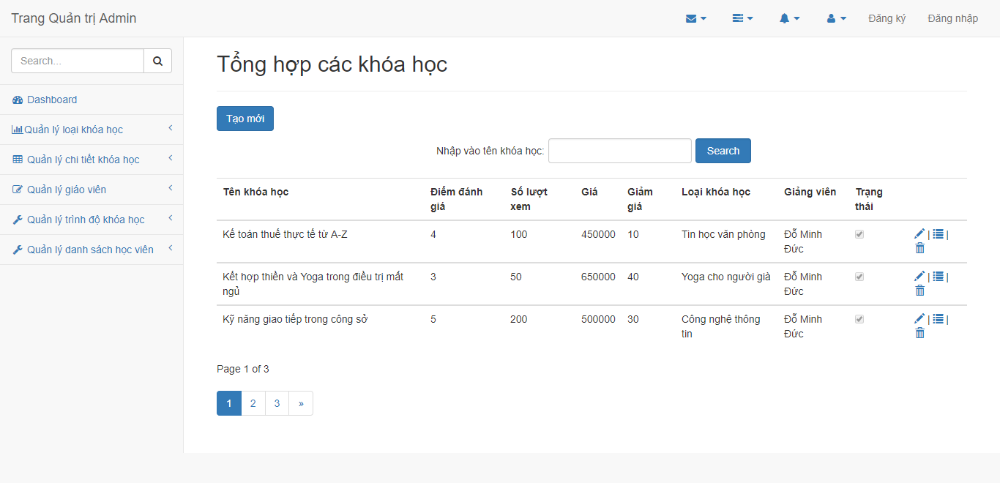 Trang Quản trị Admin
Đăng ký
Đăng nhập
Search...
Dashboard
Quản lý loại khóa học
Quản lý chi tiết khóa học
Quản lý giáo viên
Quản lý trình độ khóa học
Quản lý danh sách học viên
Tổng hợp các khóa học
Tạo mới
Nhập vào tên khóa học:
Search
Tên khóa học Điểm đánh giá Số lượt xem Giá Giảm giá Loại khóa học Giảng viên Trạng thái
Kế toán thuế thực tế từ A-Z 4 100 450000 10 Tin học văn phòng Đỗ Minh Đức | |
Kết hợp thiền và Yoga trong điều trị mất ngủ 3 50 650000 40 Yoga cho người già Đỗ Minh Đức | |
Kỹ năng giao tiếp trong công sở 5 200 500000 30 Công nghệ thông tin Đỗ Minh Đức | |
Page 1 of 3
1 2 3 »